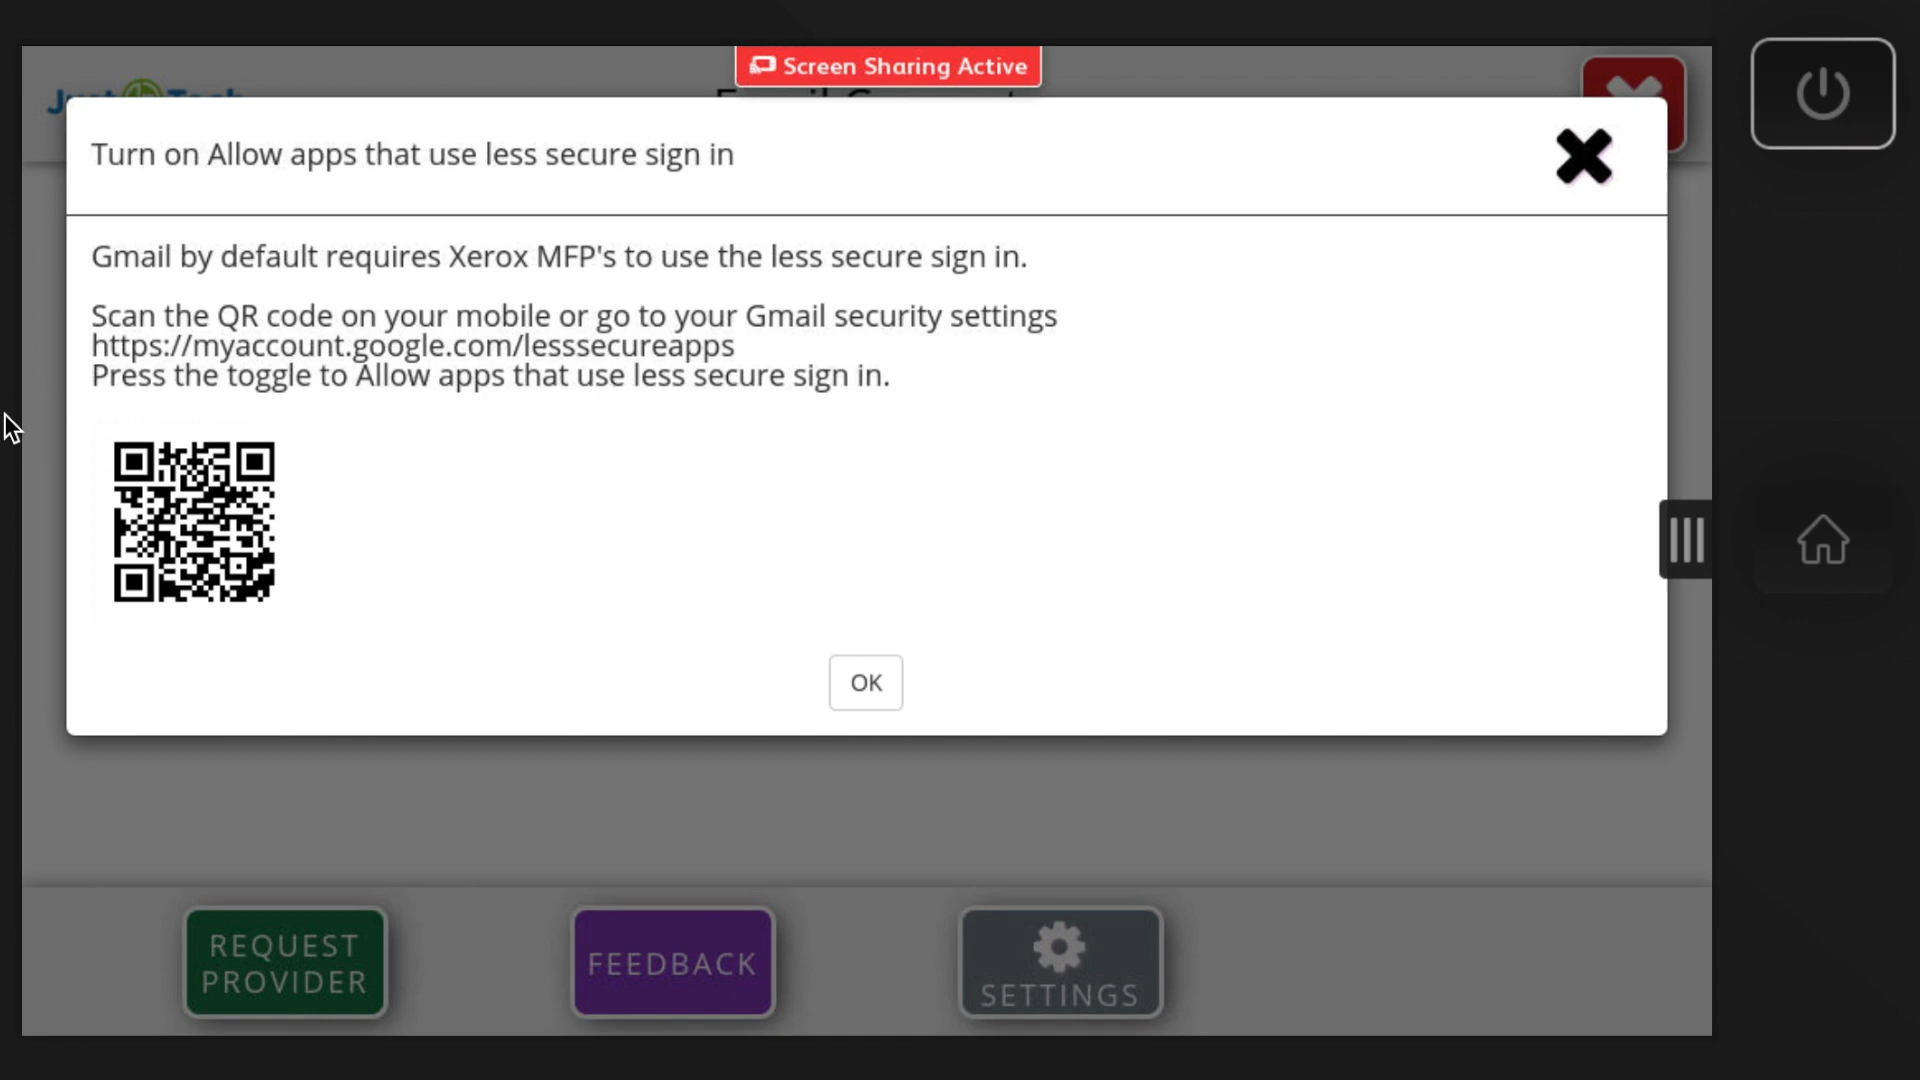 Screen Sharing Active
Turn on Allow apps that use less secure sign in
Gmail by default requires Xerox MFP's to use the less secure sign in.
Scan the QR code on your mobile or go to your Gmail security settings
https://myaccount.google.com/lesssecureapps
Press the toggle to Allow apps that use less secure sign in.
OK
REQUEST
PROVIDER
FEEDBACK
SETTINGS